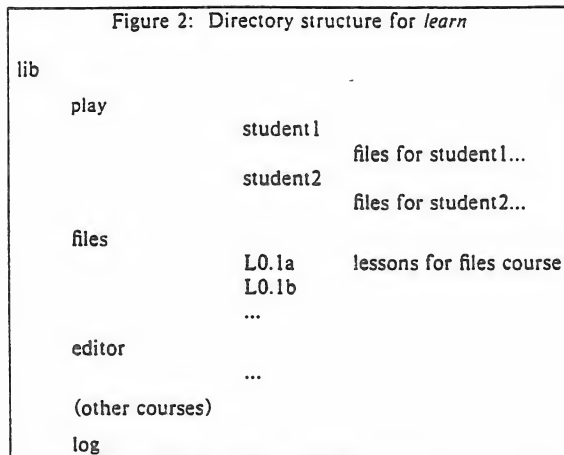 Figure 2: Directory structure for learn
lib
play
student1
files for student1...
student2
files for student2...
files
L0.1a lessons for files course
L0.1b
...
editor
...
(other courses)
log